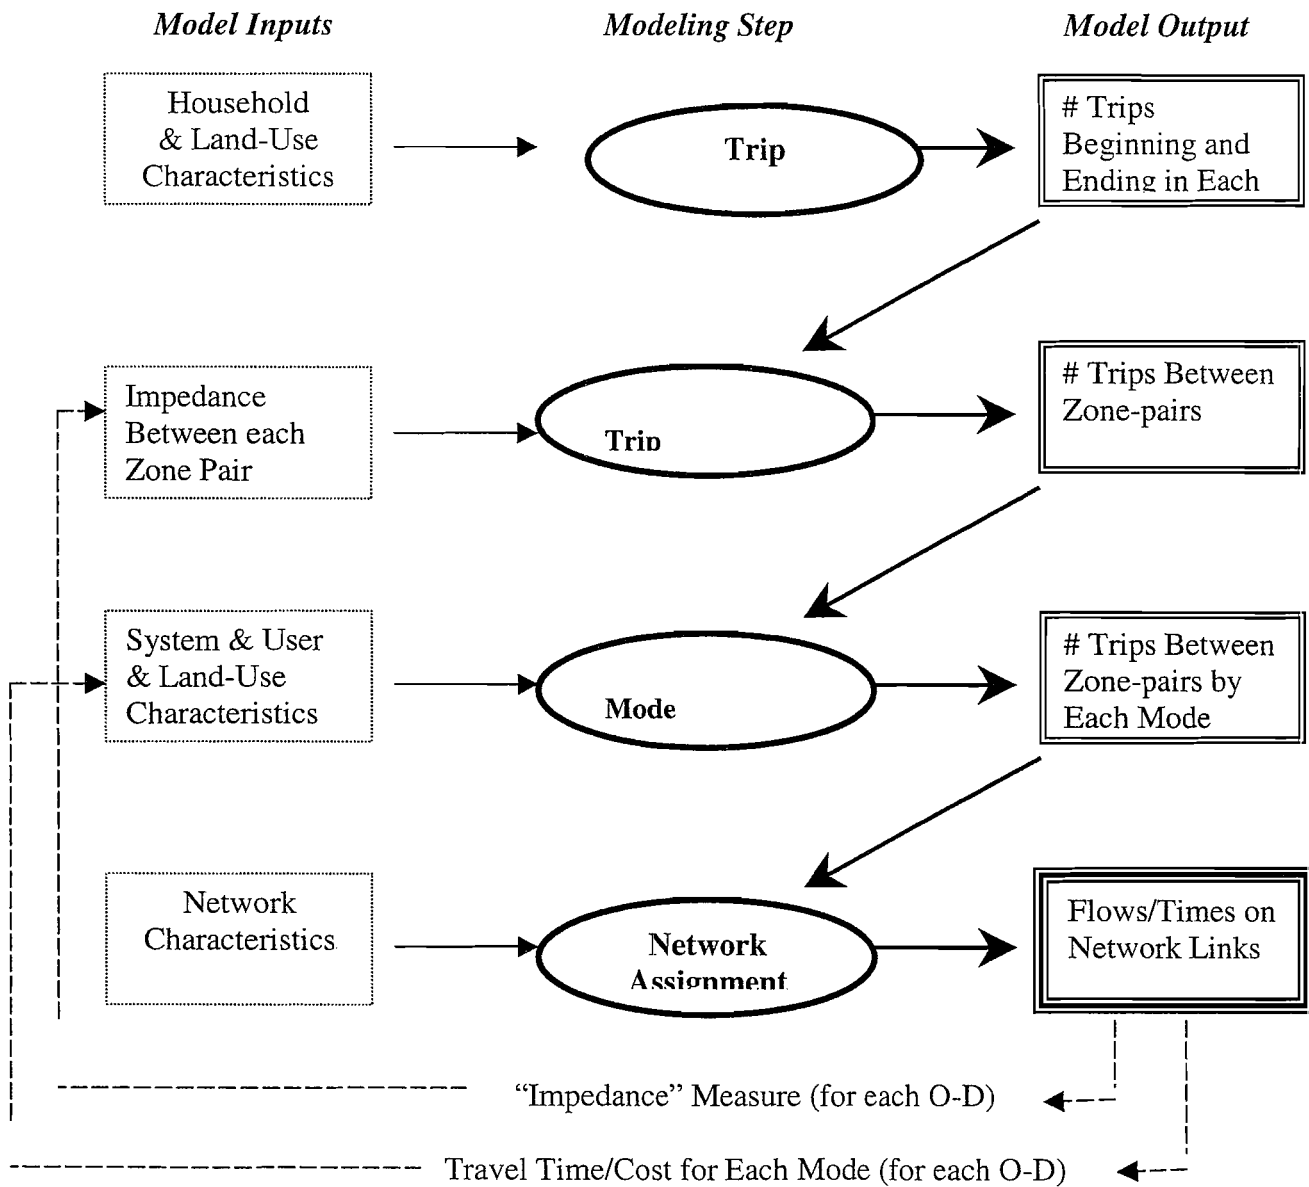 Model Inputs
Modeling Step
Model Output
Household
& Land-Use
Characteristics
Trip
# Trips
Beginning and
Ending in Each
Impedance
Between each
Zone Pair
Trip
# Trips Between
Zone-pairs
System & User
& Land-Use
Characteristics
Mode
# Trips Between
Zone-pairs by
Each Mode
Network
Characteristics
Network
Assignment
Flows/Times on
Network Links
“Impedance” Measure (for each O-D)
Travel Time/Cost for Each Mode (for each O-D)